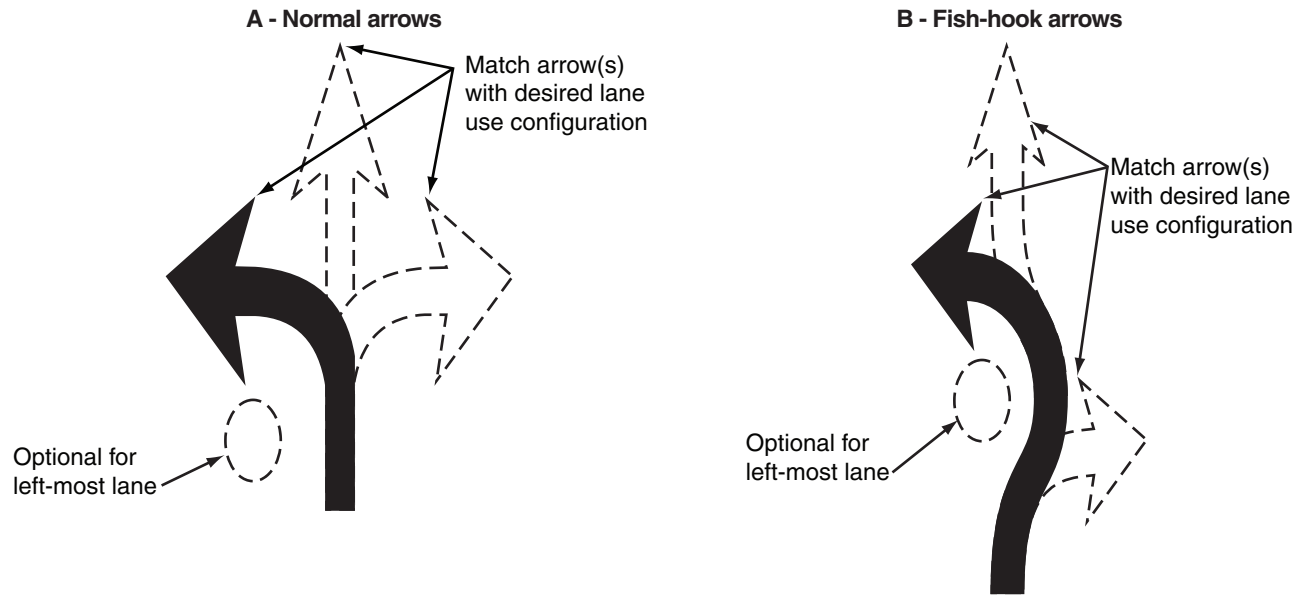 A - Normal arrows
Match arrow(s)
with desired lane
use configuration
Optional for
left-most lane
B - Fish-hook arrows
Match arrow(s)
with desired lane
use configuration
Optional for
left-most lane